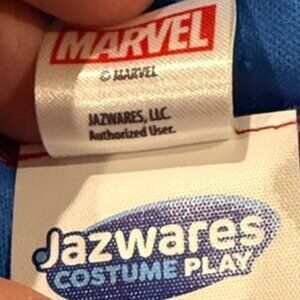 MARVEL
© MARVEL
JAZWARES, LLC.
Authorized User.
Jazwares
COSTUME PLAY